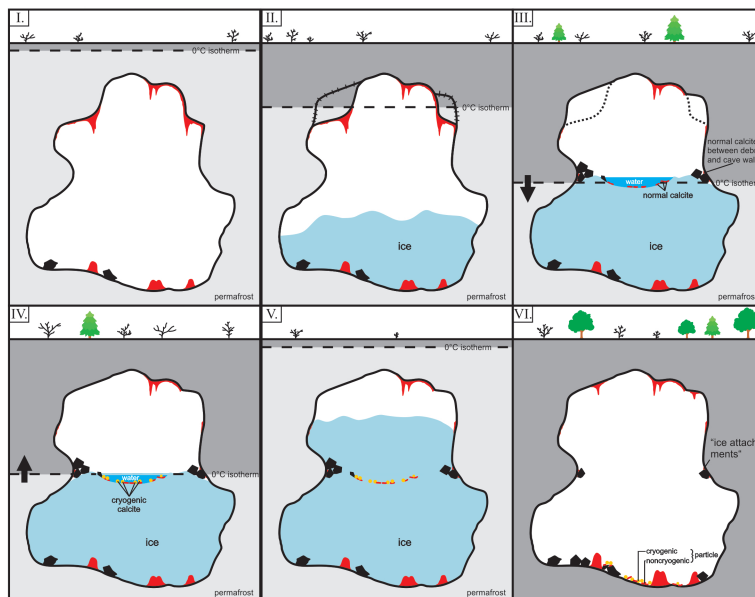 I.
0°C isotherm
permafrost
II.
0°C isotherm
ice
permafrost
III.
normal calcite
between deb
and cave wal
0°C isotherm
water
normal calcite
ice
permafrost
IV.
0°C isotherm
water
cryogenic
calcite
ice
permafrost
V.
0°C isotherm
ice
permafrost
VI.
"ice attach
ments"
cryogenic
noncryogenic
particle